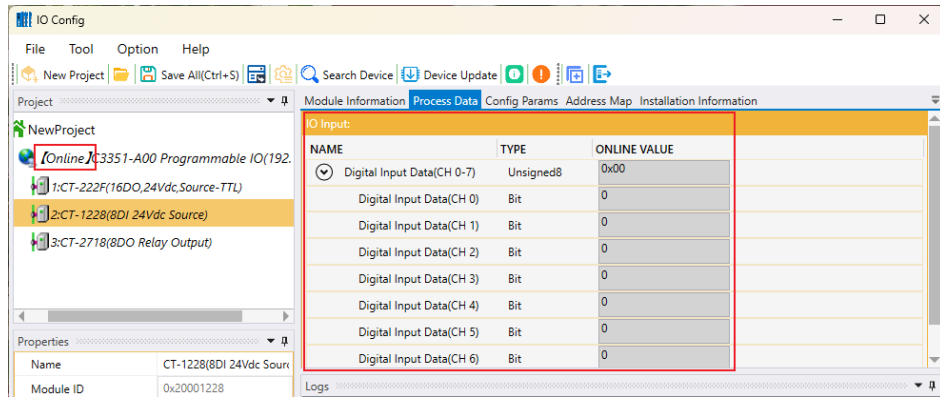 IO Config
File Tool Option Help
New Project Save All(Ctrl+S) Search Device Device Update
Project
NewProject
【Online】C3351-A00 Programmable IO(192.
1:CT-222F(16DO,24Vdc,Source-TTL)
2:CT-1228(8DI 24Vdc Source)
3:CT-2718(8DO Relay Output)
Properties
Name CT-1228(8DI 24Vdc Sourc
Module ID 0x20001228
Module Information Process Data Config Params Address Map Installation Information
IO Input:
NAME TYPE ONLINE VALUE
Digital Input Data(CH 0-7) Unsigned8 0x00
Digital Input Data(CH 0) Bit 0
Digital Input Data(CH 1) Bit 0
Digital Input Data(CH 2) Bit 0
Digital Input Data(CH 3) Bit 0
Digital Input Data(CH 4) Bit 0
Digital Input Data(CH 5) Bit 0
Digital Input Data(CH 6) Bit 0
Logs